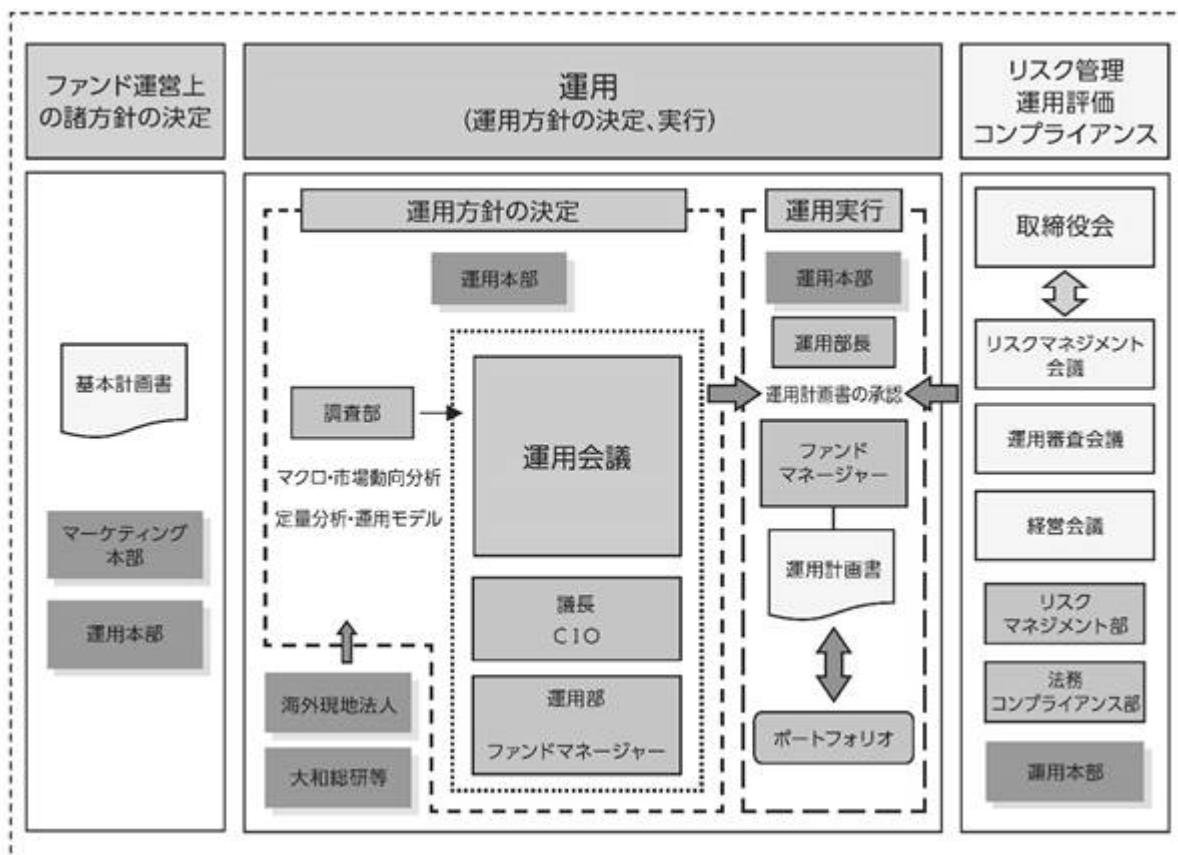 ファンド運営上
の諸方針の決定
運用
(運用方針の決定、実行)
リスク管理
運用評価
コンプライアンス
基本計画書
マーケティング
本部
運用本部
運用方針の決定
運用本部
調査部
マクロ・市場動向分析
定量分析・運用モデル
運用会議
議長
CIO
運用部
ファンドマネージャー
海外現地法人
大和総研等
運用実行
運用本部
運用部長
運用計画書の承認
ファンド
マネージャー
運用計画書
ポートフォリオ
取締役会
リスクマネジメント
会議
運用審査会議
経営会議
リスク
マネジメント部
法務
コンプライアンス部
運用本部